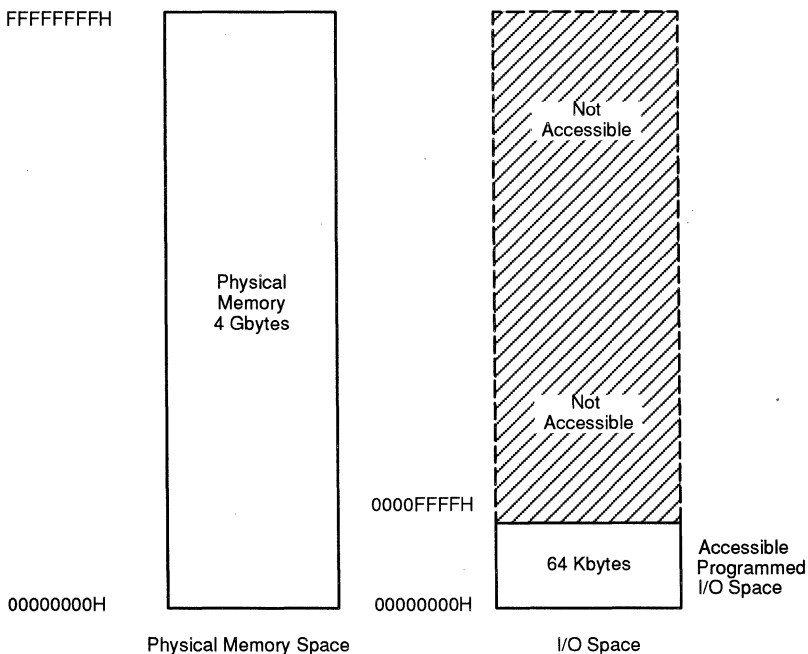 FFFFFFFFH
Not
Accessible
Physical
Memory
4 Gbytes
Not
Accessible
0000FFFFH
64 Kbytes
Accessible
Programmed
I/O Space
00000000H
00000000H
Physical Memory Space
I/O Space